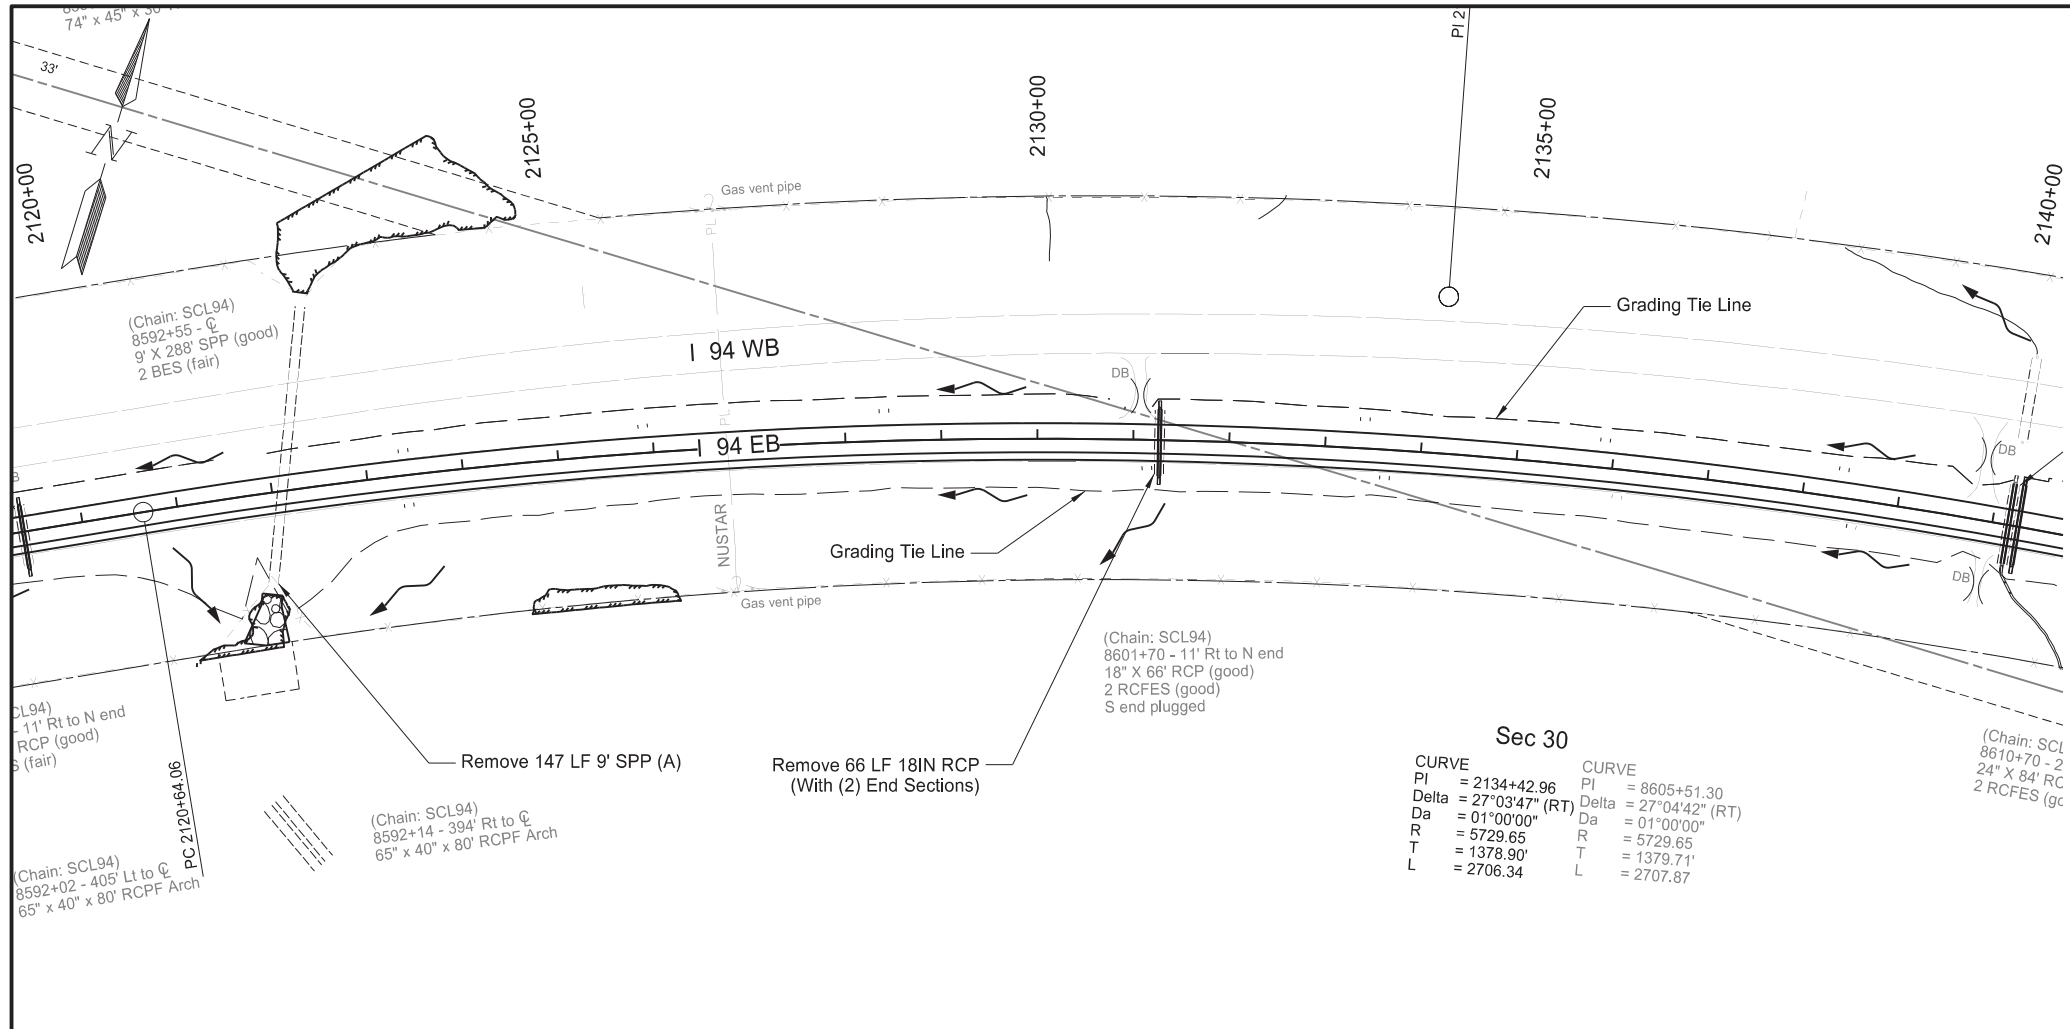 74" x 45" x 30'
33'
2120+00
2125+00
2130+00
PI 2
2135+00
2140+00
N
PL
Gas vent pipe
(Chain: SCL94)
8592+55 - ℄
9' X 288' SPP (good)
2 BES (fair)
Grading Tie Line
I 94 WB
DB
PL
I 94 EB
DB
B
NUSTAR
Grading Tie Line
DB
Gas vent pipe
(Chain: SCL94)
8601+70 - 11' Rt to N end
18" X 66' RCP (good)
2 RCFES (good)
S end plugged
CL94)
- 11' Rt to N end
RCP (good)
S (fair)
PC 2120+64.06
Remove 147 LF 9' SPP (A)
Remove 66 LF 18IN RCP
(With (2) End Sections)
(Chain: SCL94)
8592+14 - 394' Rt to ℄
65" x 40" x 80' RCPF Arch
(Chain: SCL94)
8592+02 - 405' Lt to ℄
65" x 40" x 80' RCPF Arch
Sec 30
CURVE
PI = 2134+42.96
Delta = 27°03'47" (RT)
Da = 01°00'00"
R = 5729.65
T = 1378.90'
L = 2706.34
CURVE
PI = 8605+51.30
Delta = 27°04'42" (RT)
Da = 01°00'00"
R = 5729.65
T = 1379.71'
L = 2707.87
(Chain: SCL
8610+70 - 2
24" X 84' RC
2 RCFES (go